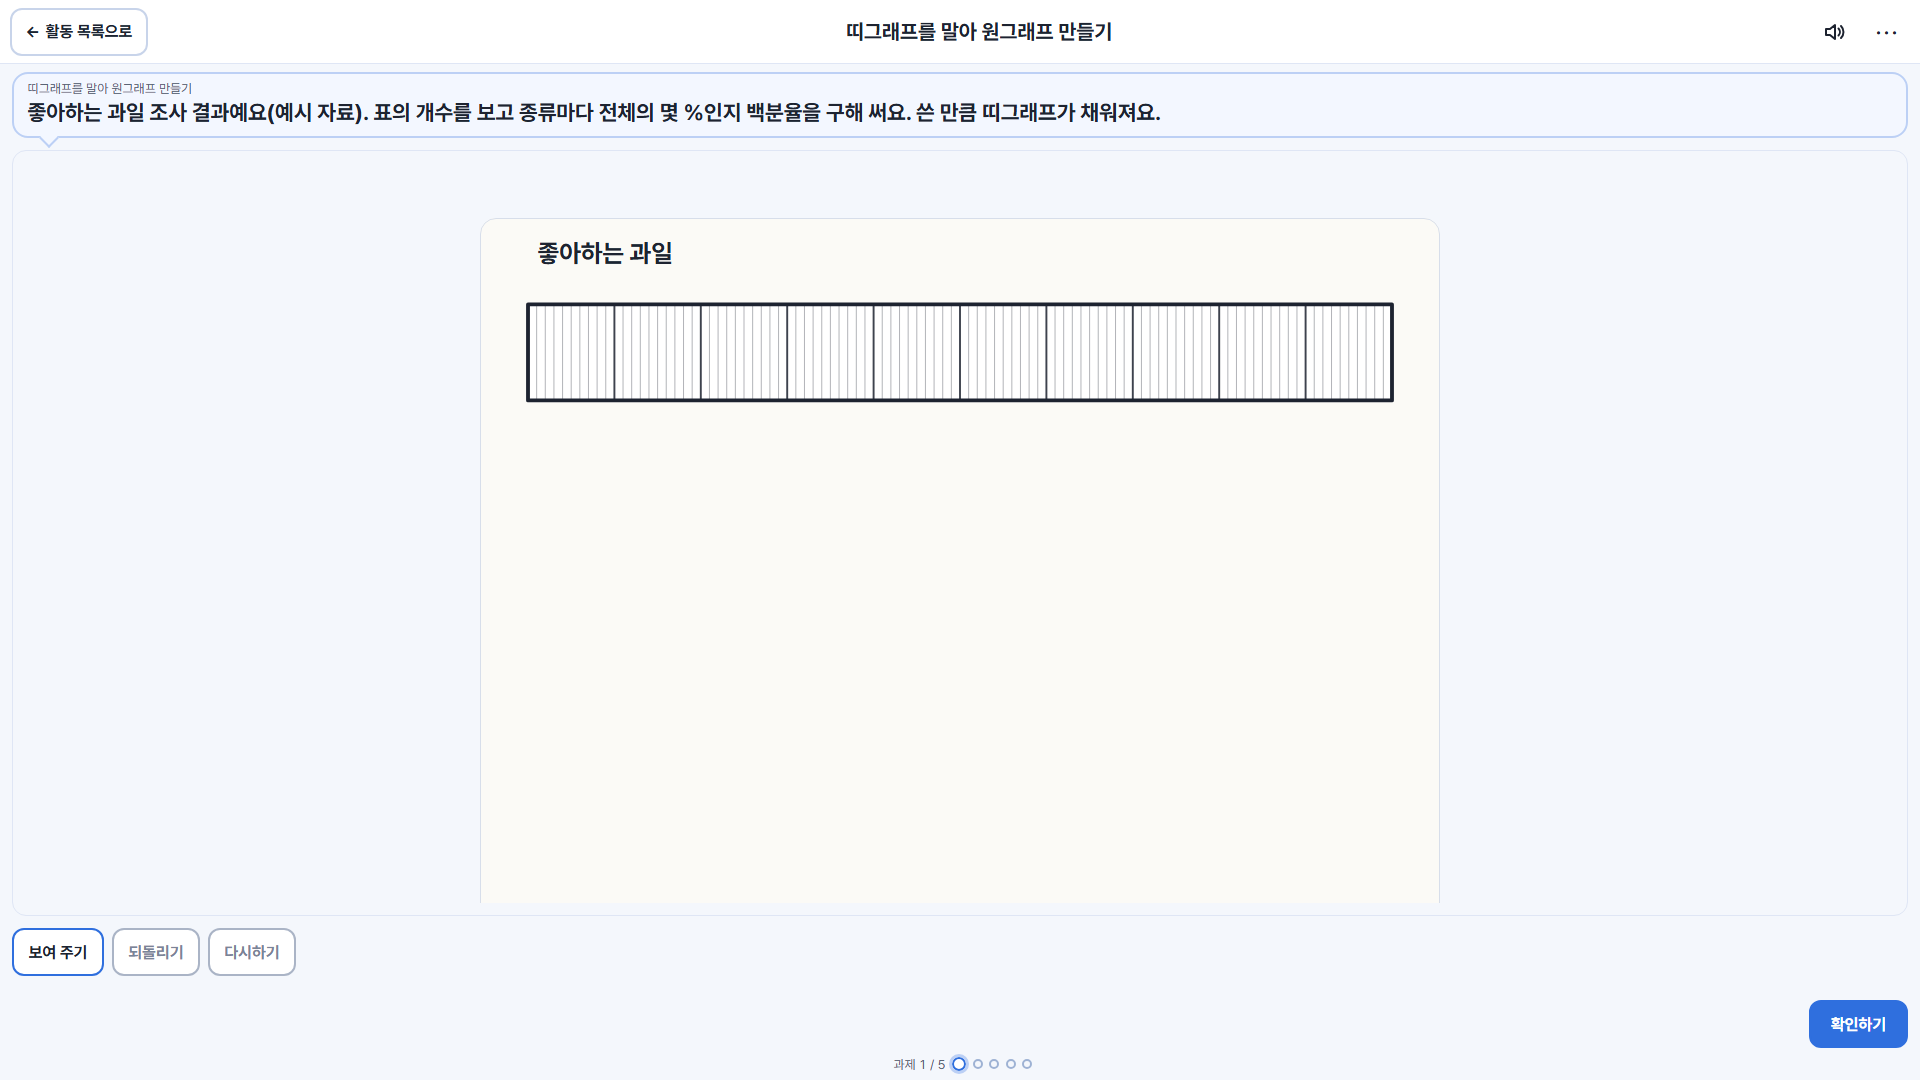 ← 활동 목록으로
띠그래프를 말아 원그래프 만들기
띠그래프를 말아 원그래프 만들기
좋아하는 과일 조사 결과예요(예시 자료). 표의 개수를 보고 종류마다 전체의 몇 %인지 백분율을 구해 써요. 쓴 만큼 띠그래프가 채워져요.
좋아하는 과일
보여 주기
되돌리기
다시하기
확인하기
과제 1 / 5